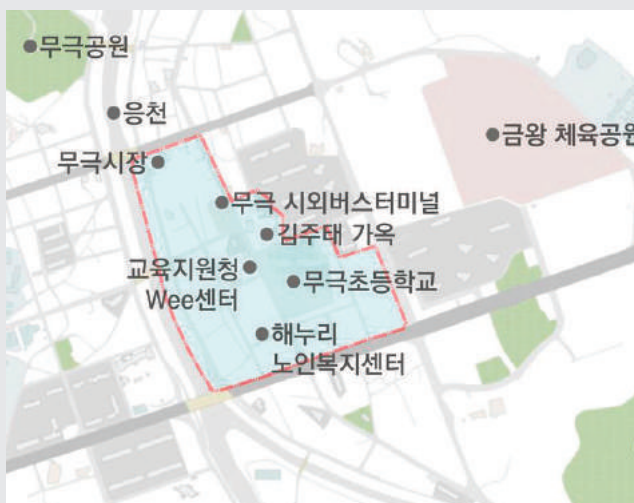 무극공원
응천
금왕 체육공원
무극시장
무극 시외버스터미널
김주태 가옥
교육지원청
Wee센터
무극초등학교
해누리
노인복지센터